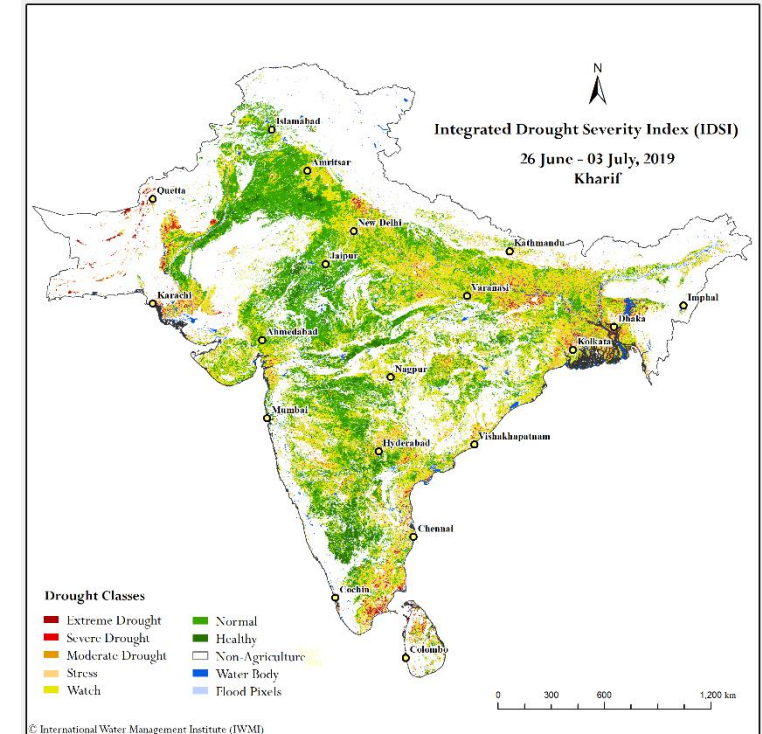 N
Integrated Drought Severity Index (IDSI)
26 June - 03 July, 2019
Kharif
Islamabad
Amritsar
Quetta
New Delhi
Kathmandu
Jaipur
Varanasi
Karachi
Imphal
Dhaka
Ahmedabad
Kolkata
Nagpur
Mumbai
Hyderabad
Vishakhapatnam
Chennai
Cochin
Colombo
Drought Classes
Extreme Drought
Severe Drought
Moderate Drought
Stress
Watch
Normal
Healthy
Non-Agriculture
Water Body
Flood Pixels
0 300 600 1,200 km
© International Water Management Institute (IWMI)